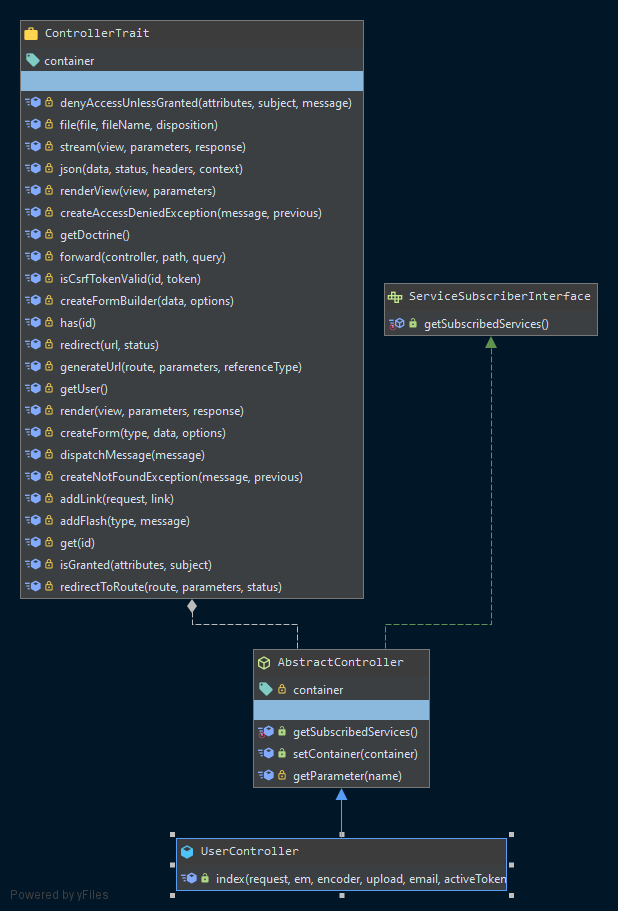 ControllerTrait
container
denyAccessUnlessGranted(attributes, subject, message)
file(file, fileName, disposition)
stream(view, parameters, response)
json(data, status, headers, context)
renderView(view, parameters)
createAccessDeniedException(message, previous)
getDoctrine()
forward(controller, path, query)
isCsrfTokenValid(id, token)
createFormBuilder(data, options)
has(id)
redirect(url, status)
generateUrl(route, parameters, referenceType)
getUser()
render(view, parameters, response)
createForm(type, data, options)
dispatchMessage(message)
createNotFoundException(message, previous)
addLink(request, link)
addFlash(type, message)
get(id)
isGranted(attributes, subject)
redirectToRoute(route, parameters, status)
ServiceSubscriberInterface
getSubscribedServices()
AbstractController
container
getSubscribedServices()
setContainer(container)
getParameter(name)
UserController
index(request, em, encoder, upload, email, activeToken
Powered by yFiles